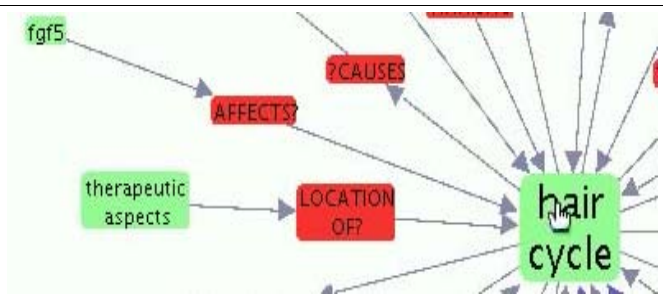 fgf5
?CAUSES
AFFECTS?
therapeutic
aspects
LOCATION
OF?
hair
cycle